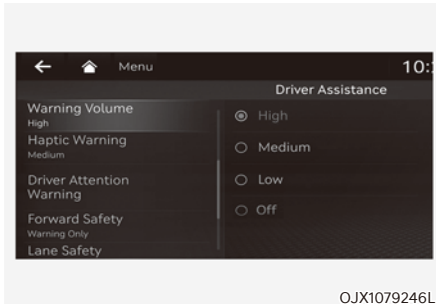 Menu
10:
Driver Assistance
Warning Volume
High
Haptic Warning
Medium
Driver Attention
Warning
Forward Safety
Warning Only
Lane Safety
High
Medium
Low
Off
OJX1079246L